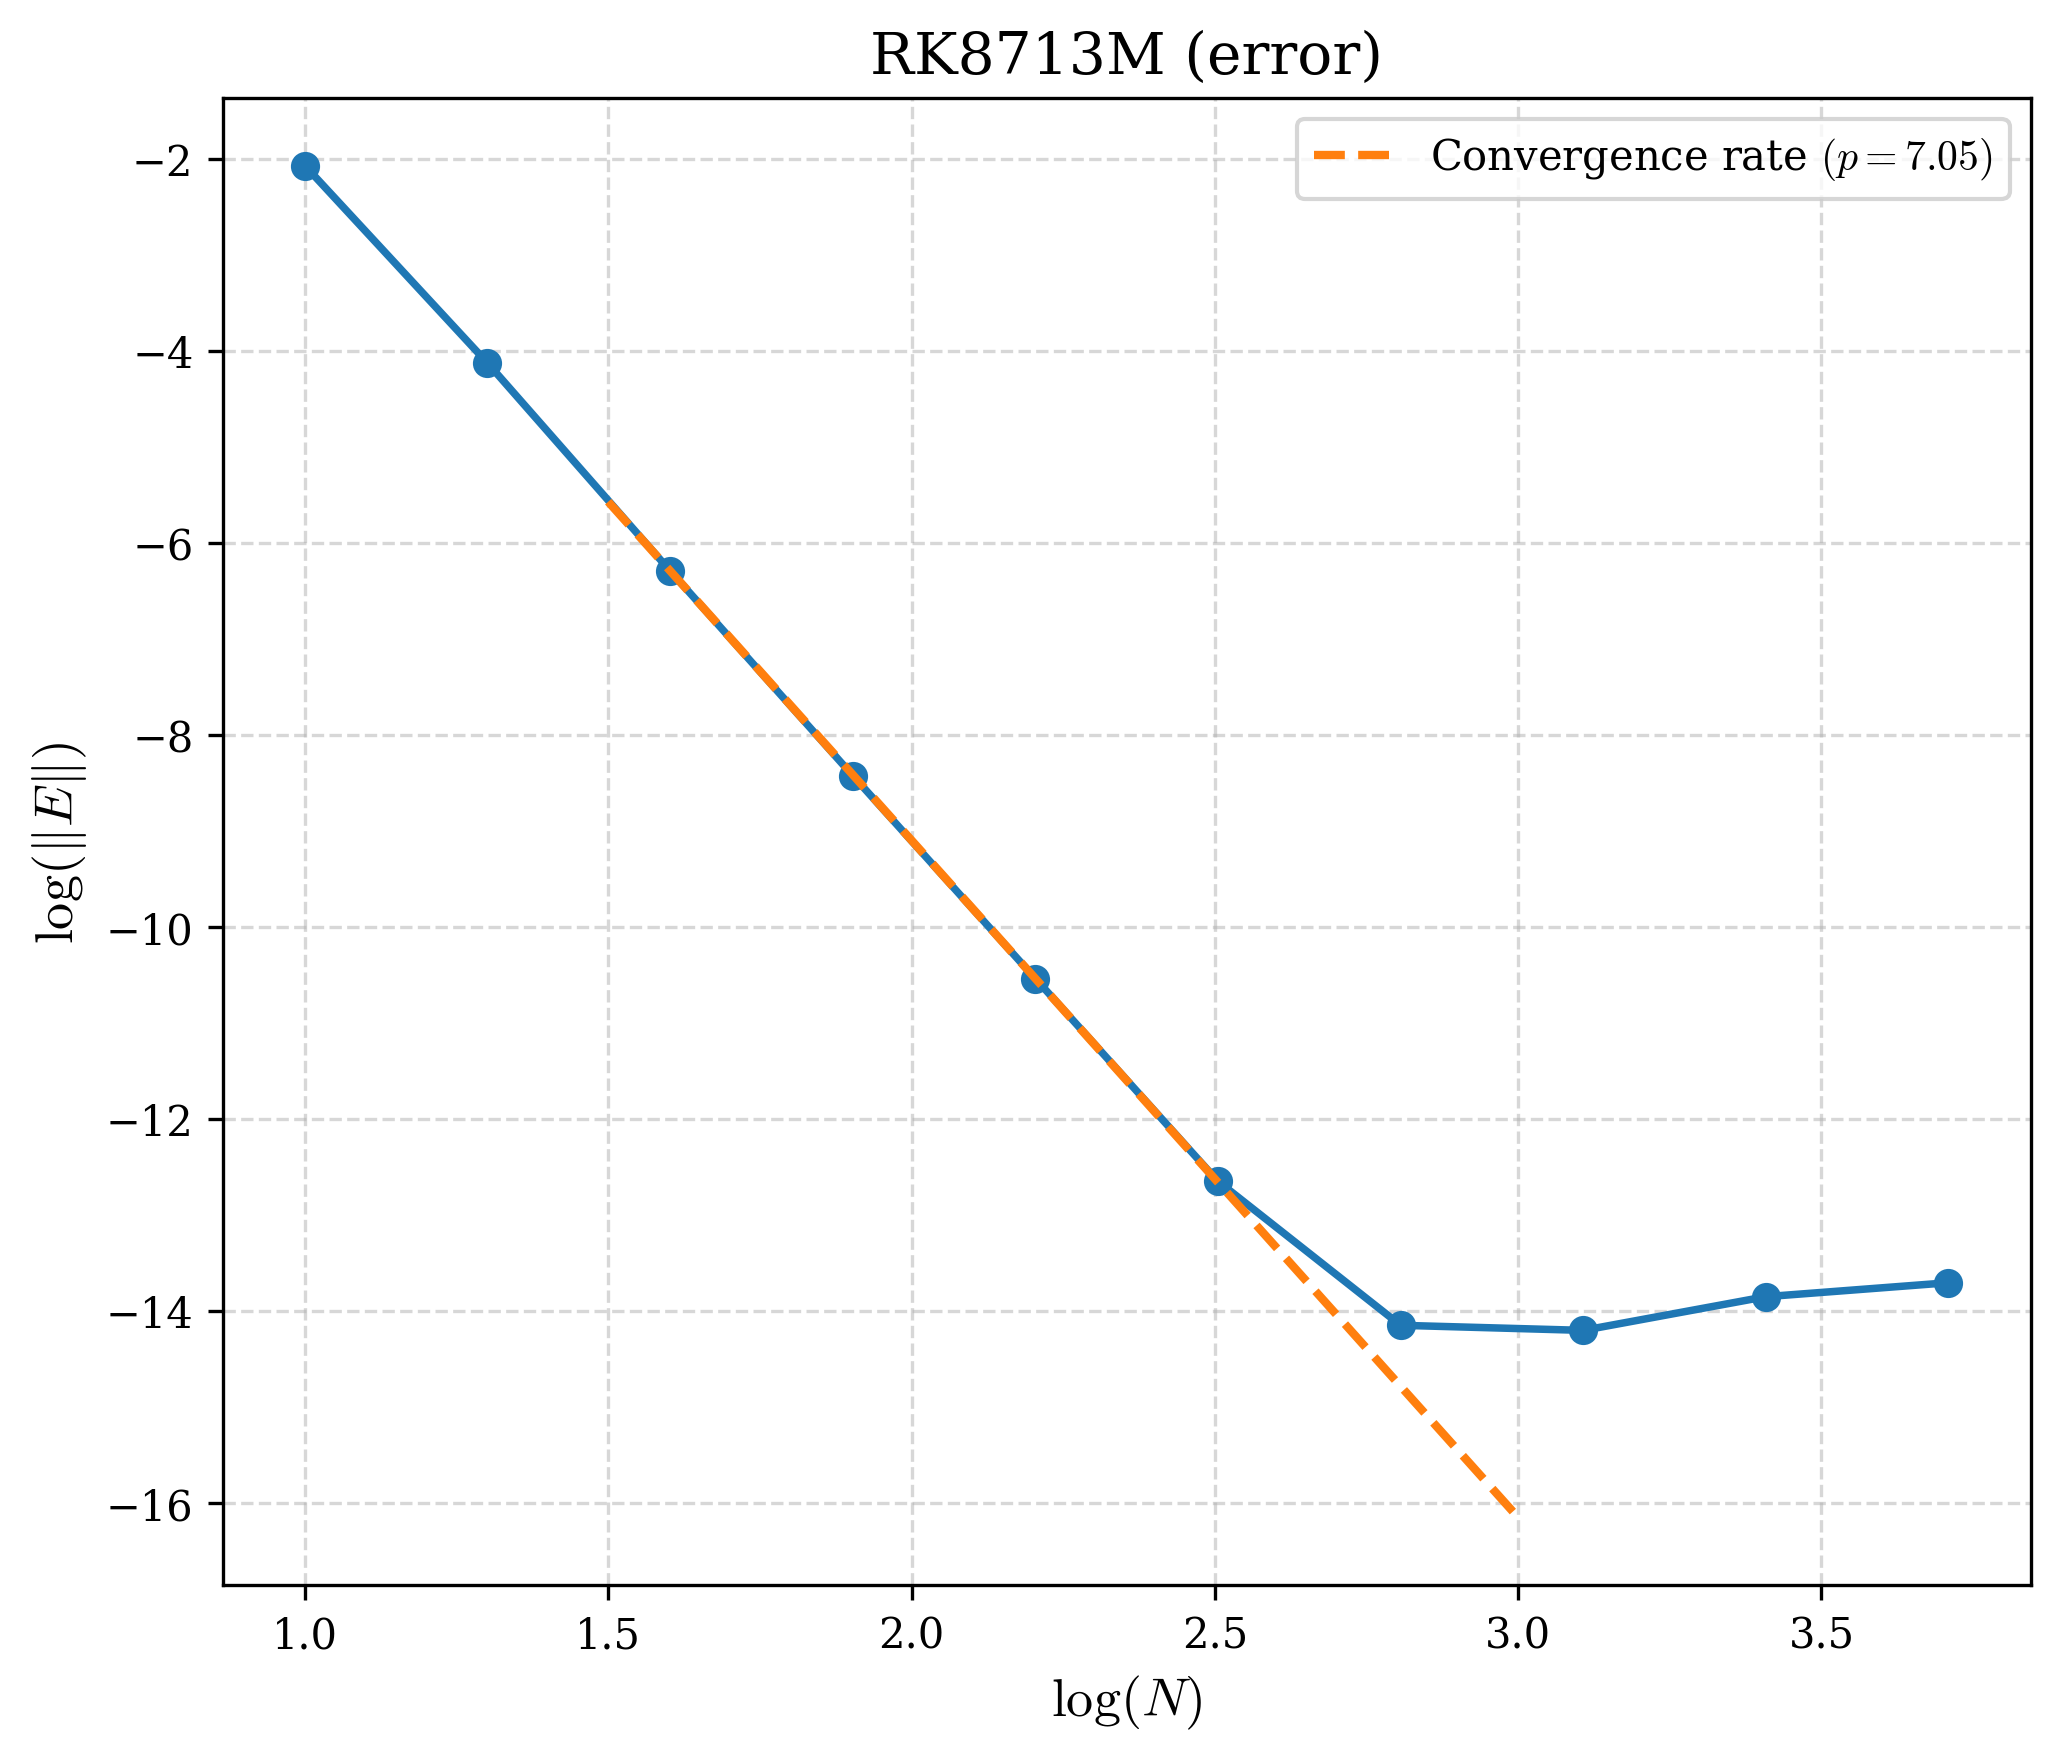 RK8713M (error)
Convergence rate (p = 7.05)
log(||E||)
−2
−4
−6
−8
−10
−12
−14
−16
1.0 1.5 2.0 2.5 3.0 3.5
log(N)